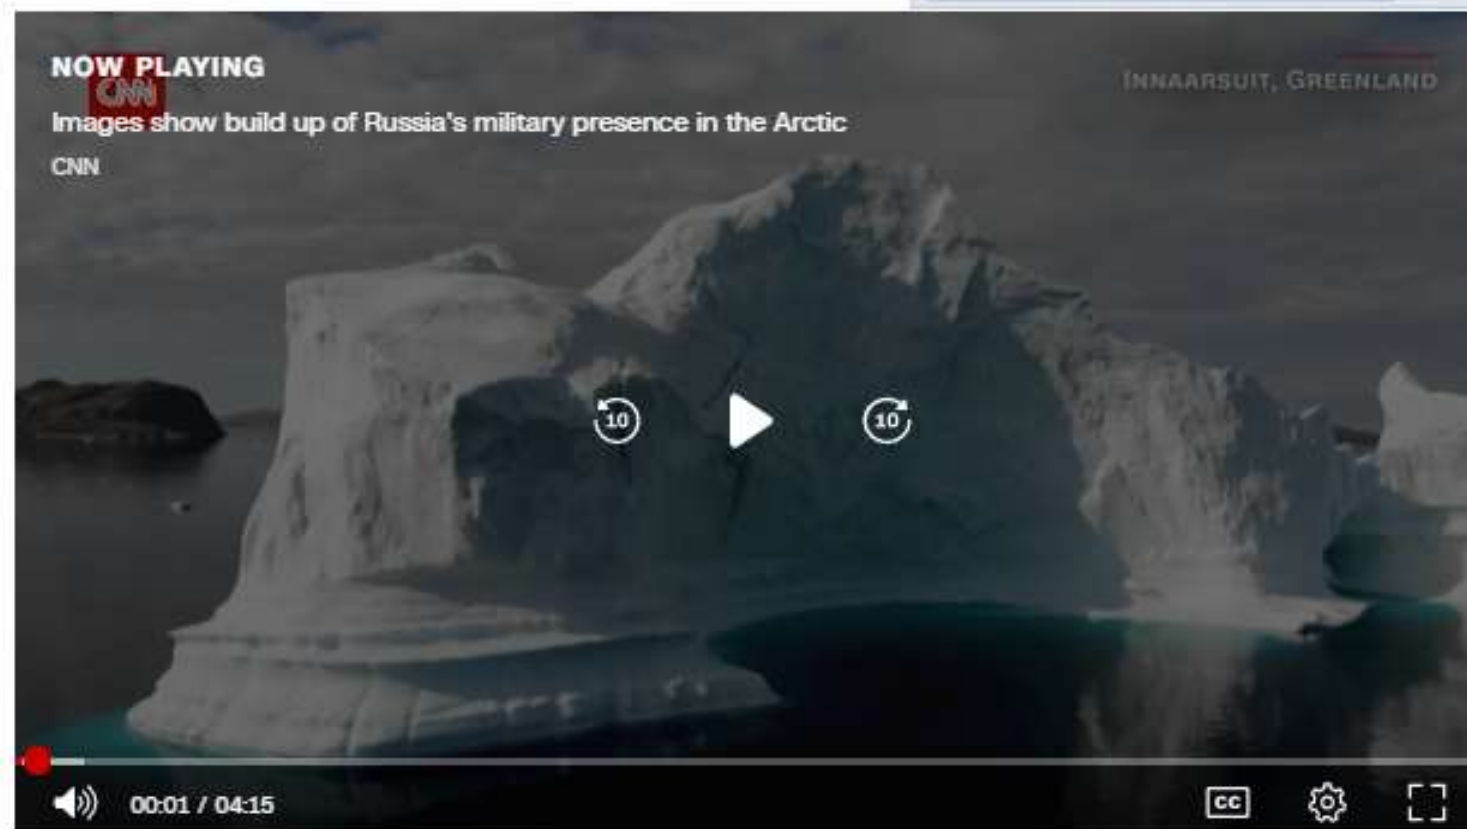 NOW PLAYING
CNN
INNAARSUIT, GREENLAND
Images show build up of Russia's military presence in the Arctic
CNN
10
10
00:01 / 04:15
CC